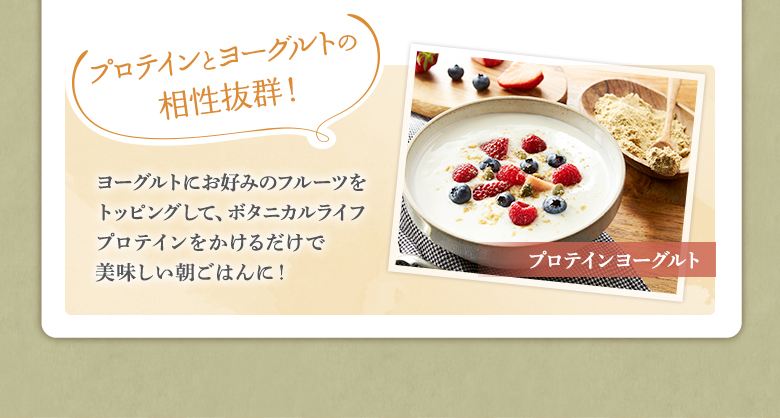 プロテインとヨーグルトの
相性抜群！
ヨーグルトにお好みのフルーツを
トッピングして、ボタニカルライフ
プロテインをかけるだけで
美味しい朝ごはんに！
プロテインヨーグルト